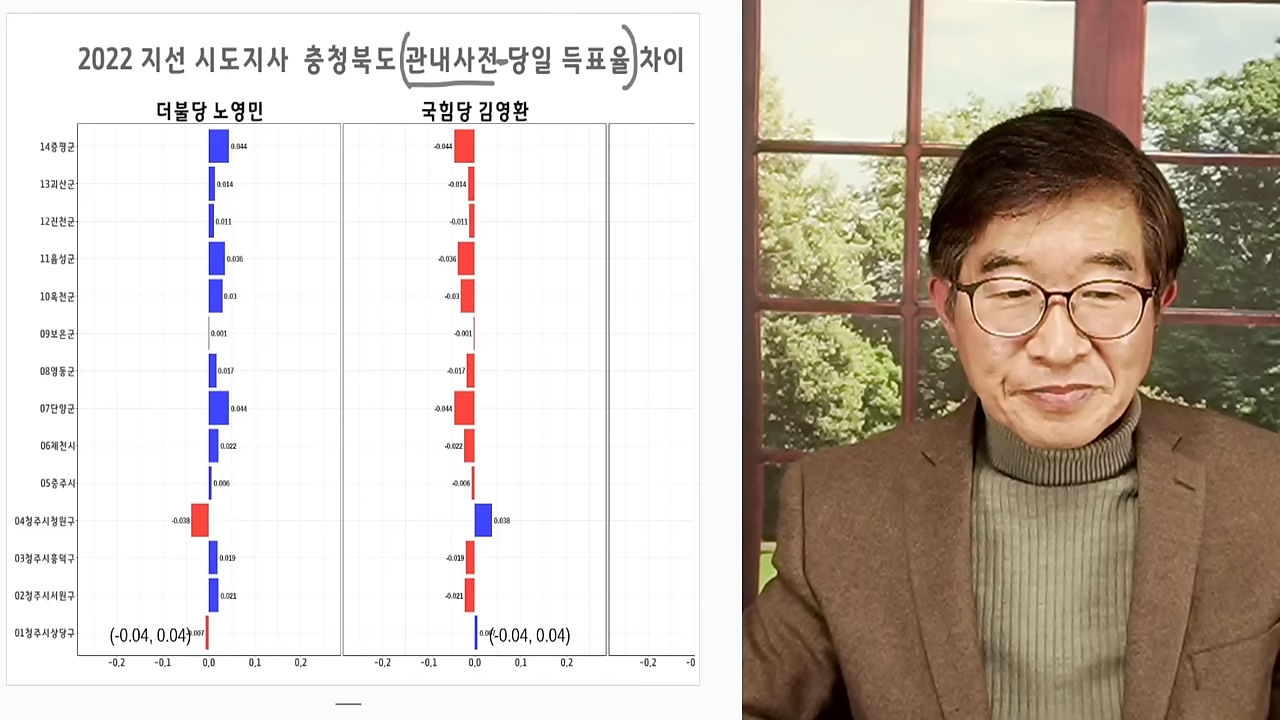 2022 지선 시도지사 충청북도(관내사전-당일 득표율)차이
더불당 노영민 국힘당 김영환
14증평군 0.044 -0.044
13괴산군 0.014 -0.014
12진천군 0.011 -0.011
11음성군 0.036 -0.036
10옥천군 0.03 -0.03
09보은군 0.001 -0.001
08영동군 0.017 -0.017
07단양군 0.044 -0.044
06제천시 0.022 -0.022
05충주시 0.006 -0.006
04청주시청원구 -0.038 0.038
03청주시흥덕구 0.019 -0.019
02청주시서원구 0.021 -0.021
01청주시상당구 (-0.04, 0.04) (-0.04, 0.04)
-0.2 -0.1 0.0 0.1 0.2 -0.2 -0.1 0.0 0.1 0.2 -0.2